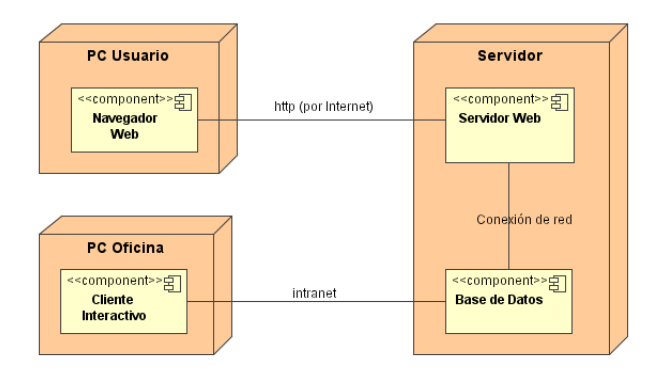 PC Usuario
<<component>>
Navegador
Web
http (por Internet)
Servidor
<<component>>
Servidor Web
Conexión de red
PC Oficina
<<component>>
Cliente
Interactivo
intranet
<<component>>
Base de Datos